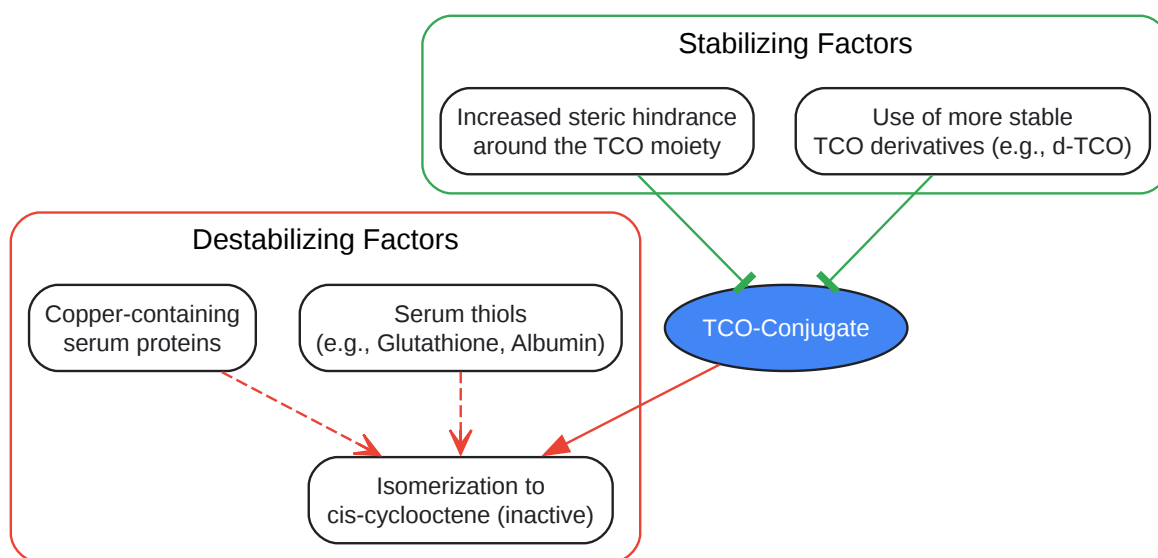 Stabilizing Factors
Increased steric hindrance
around the TCO moiety
Use of more stable
TCO derivatives (e.g., d-TCO)
Destabilizing Factors
Copper-containing
serum proteins
Serum thiols
(e.g., Glutathione, Albumin)
TCO-Conjugate
Isomerization to
cis-cyclooctene (inactive)